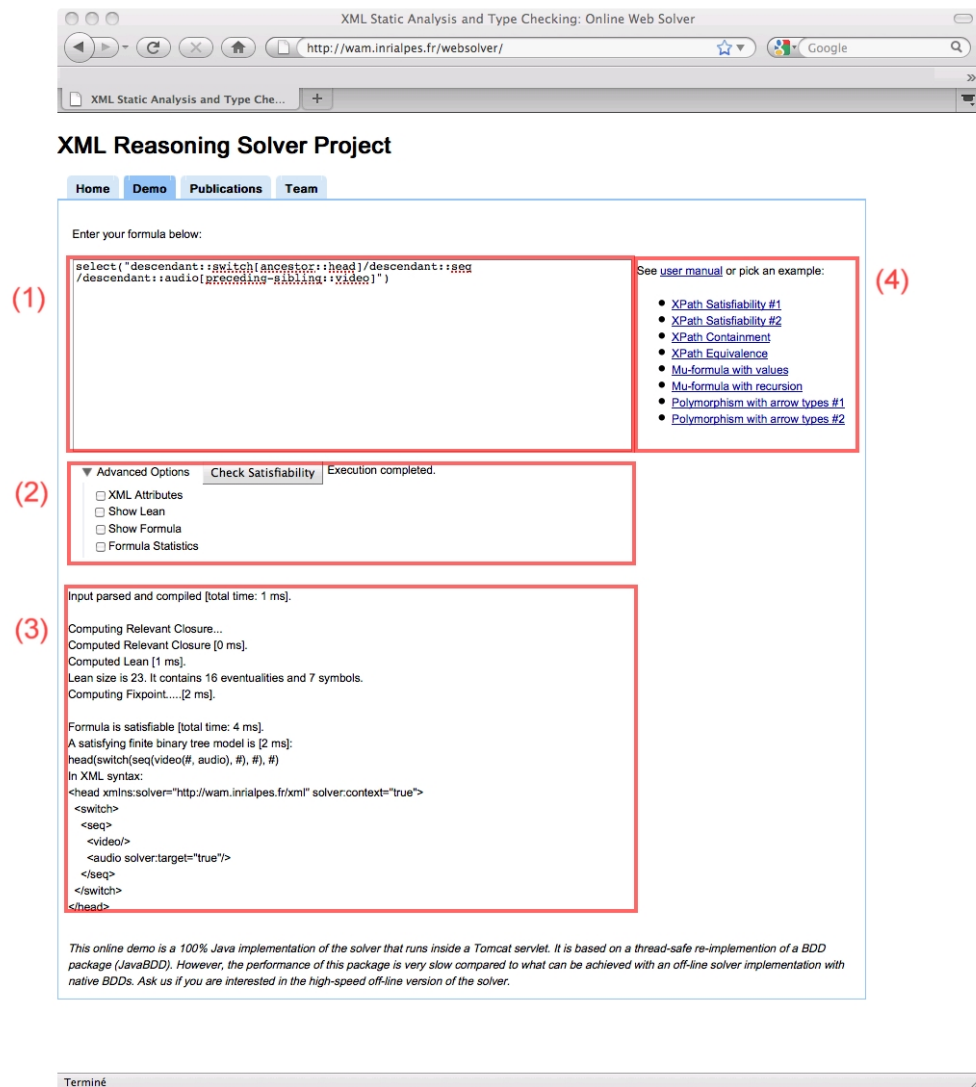 XML Static Analysis and Type Checking: Online Web Solver
http://wam.inrialpes.fr/websolver/
Google
XML Static Analysis and Type Che...
+
»
XML Reasoning Solver Project
Home Demo Publications Team
Enter your formula below:
(1)
select("descendant::switch[ancestor::head]/descendant::seq
/descendant::audio[preceding-sibling::video]")
See user manual or pick an example:
(4)
• XPath Satisfiability #1
• XPath Satisfiability #2
• XPath Containment
• XPath Equivalence
• Mu-formula with values
• Mu-formula with recursion
• Polymorphism with arrow types #1
• Polymorphism with arrow types #2
(2)
▼ Advanced Options Check Satisfiability Execution completed.
XML Attributes
Show Lean
Show Formula
Formula Statistics
(3)
Input parsed and compiled [total time: 1 ms].
Computing Relevant Closure...
Computed Relevant Closure [0 ms].
Computed Lean [1 ms].
Lean size is 23. It contains 16 eventualities and 7 symbols.
Computing Fixpoint.....[2 ms].
Formula is satisfiable [total time: 4 ms].
A satisfying finite binary tree model is [2 ms]:
head(switch(seq(video(#, audio), #), #), #)
In XML syntax:
<head xmlns:solver="http://wam.inrialpes.fr/xml" solver:context="true">
<switch>
<seq>
<video/>
<audio solver:target="true"/>
</seq>
</switch>
</head>
This online demo is a 100% Java implementation of the solver that runs inside a Tomcat servlet. It is based on a thread-safe re-implemention of a BDD
package (JavaBDD). However, the performance of this package is very slow compared to what can be achieved with an off-line solver implementation with
native BDDs. Ask us if you are interested in the high-speed off-line version of the solver.
Terminé